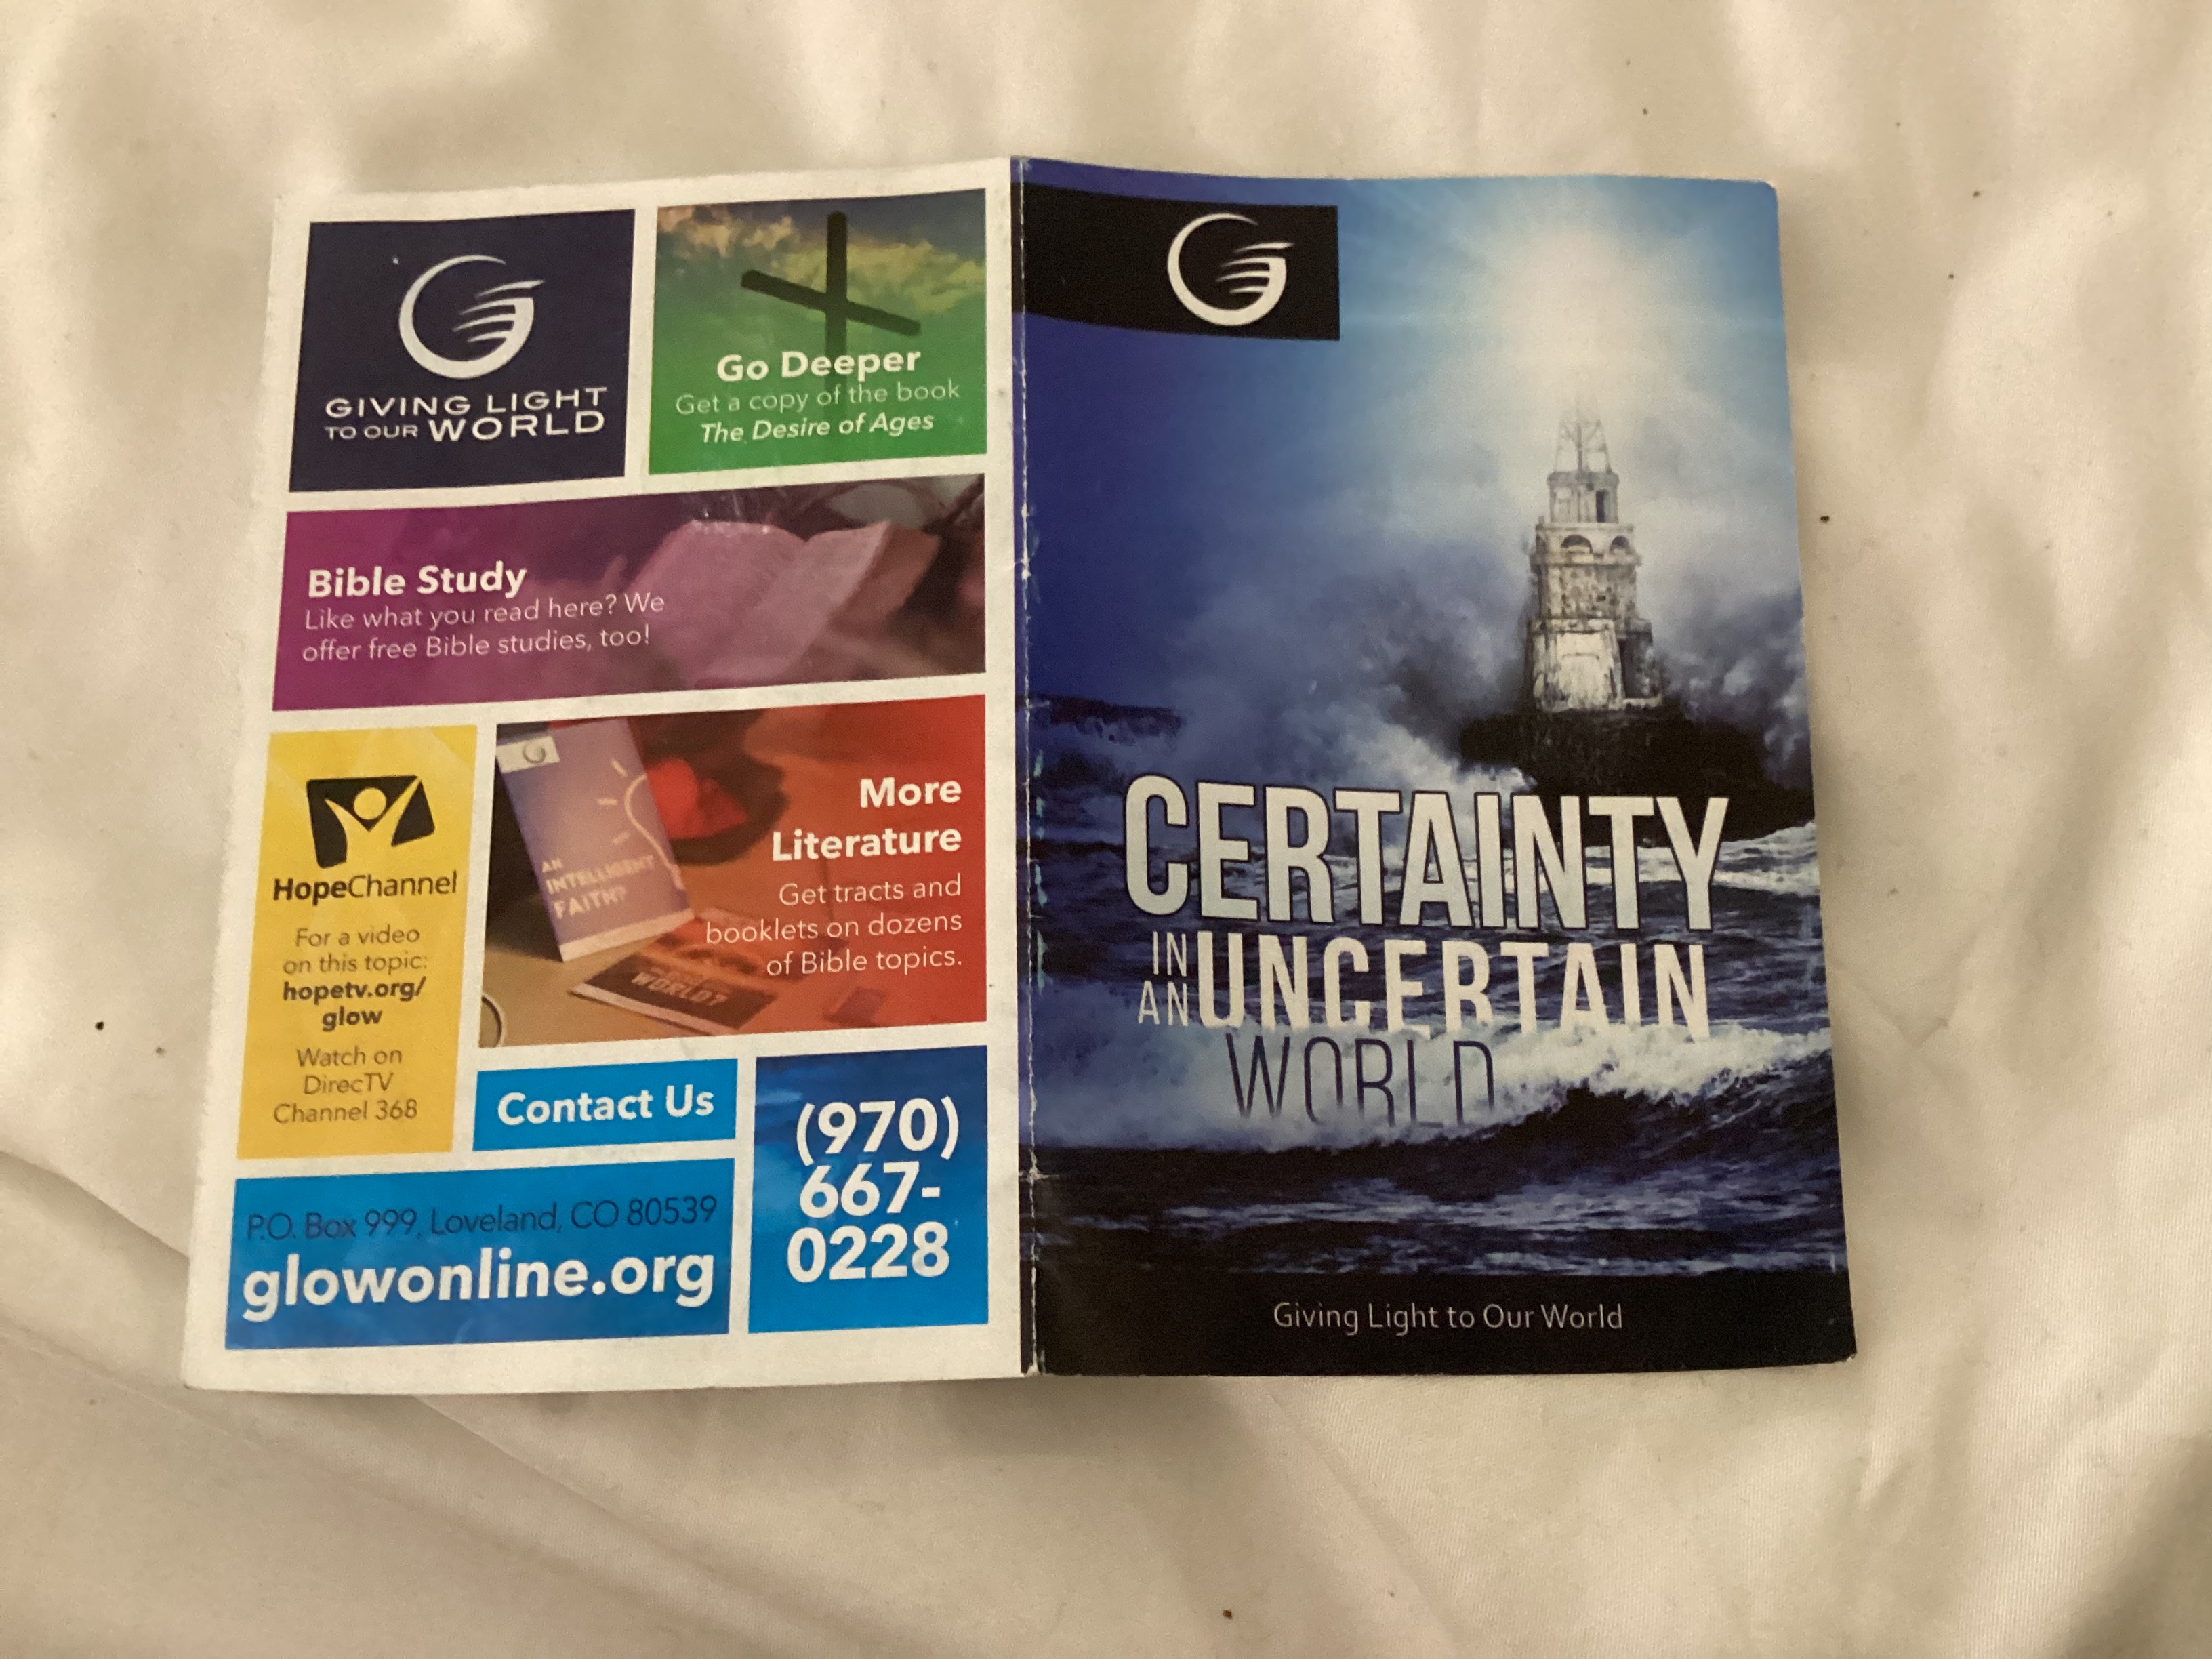 GIVING LIGHT
TO OUR WORLD
Go Deeper
Get a copy of the book
The Desire of Ages
Bible Study
Like what you read here? We
offer free Bible studies, too!
HopeChannel
For a video
on this topic:
hopetv.org/
glow
Watch on
DirecTV
Channel 368
AN
INTELLIGENT
FAITH?
WORLD?
More
Literature
Get tracts and
booklets on dozens
of Bible topics.
Contact Us
P.O. Box 999, Loveland, CO 80539
glowonline.org
(970)
667-
0228
CERTAINTY
IN AN UNCERTAIN
WORLD
Giving Light to Our World